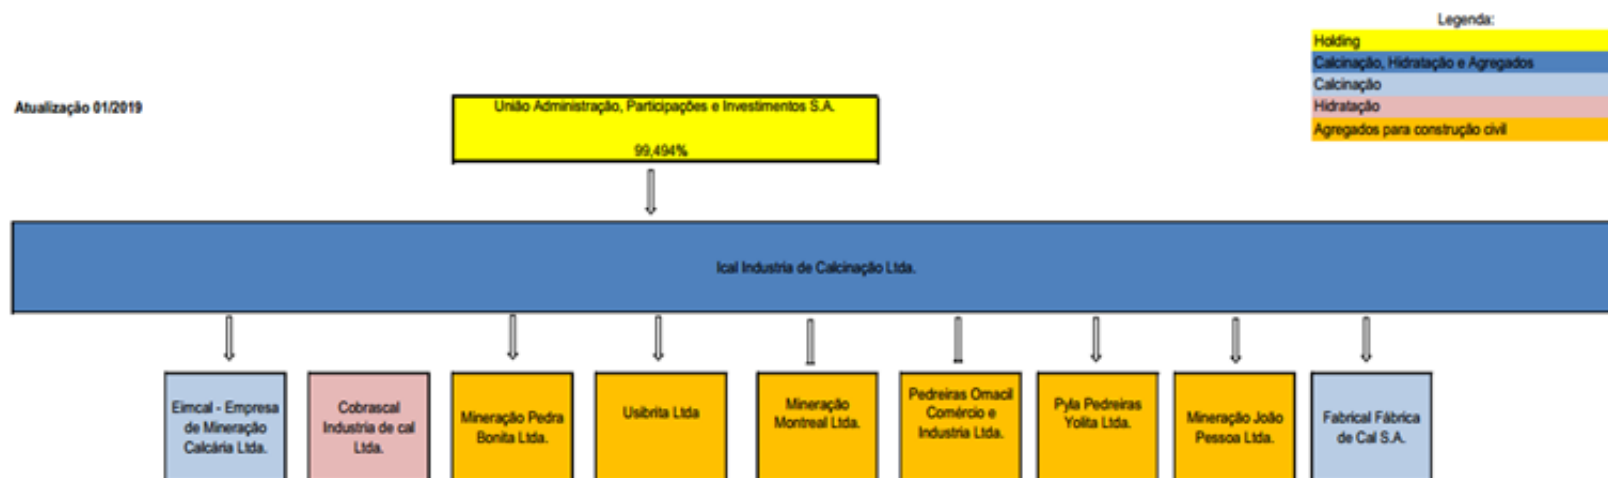 Legenda:
Holding
Calcinação, Hidratação e Agregados
Calcinação
Hidratação
Agregados para construção civil
Atualização 01/2019
União Administração, Participações e Investimentos S.A.
99,494%
Ical Industria de Calcinação Ltda.
Eimcal - Empresa
de Mineração
Calcária Ltda.
Cobrascal
Industria de cal
Ltda.
Mineração Pedra
Bonita Ltda.
Usibrita Ltda
Mineração
Montreal Ltda.
Pedreiras Omacil
Comércio e
Industria Ltda.
Pyla Pedreiras
Yolita Ltda.
Mineração João
Pessoa Ltda.
Fabrical Fábrica
de Cal S.A.